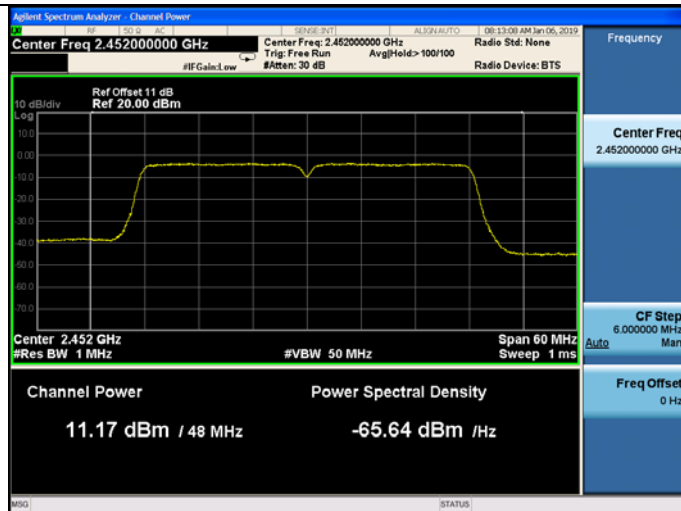 Agilent Spectrum Analyzer - Channel Power
RF 50 Ω AC SENSE:INT ALIGN AUTO 08:13:08 AM Jan 06, 2019
Center Freq 2.452000000 GHz
Center Freq: 2.452000000 GHz
Radio Std: None
Trig: Free Run Avg|Hold:> 100/100
#IFGain:Low
#Atten: 30 dB
Radio Device: BTS
Ref Offset 11 dB
10 dB/div Ref 20.00 dBm
Log
10.0
0.00
-10.0
-20.0
-30.0
-40.0
-50.0
-60.0
-70.0
Center 2.452 GHz Span 60 MHz
#Res BW 1 MHz #VBW 50 MHz Sweep 1 ms
Channel Power Power Spectral Density
11.17 dBm / 48 MHz -65.64 dBm /Hz
MSG STATUS
Frequency
Center Freq
2.452000000 GHz
CF Step
6.000000 MHz
Auto Man
Freq Offset
0 Hz